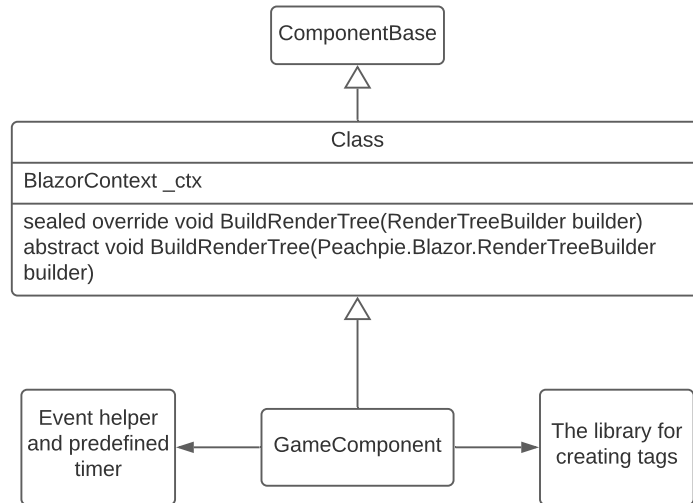 ComponentBase
Class
BlazorContext _ctx
sealed override void BuildRenderTree(RenderTreeBuilder builder)
abstract void BuildRenderTree(Peachpie.Blazor.RenderTreeBuilder
builder)
Event helper
and predefined
timer
GameComponent
The library for
creating tags